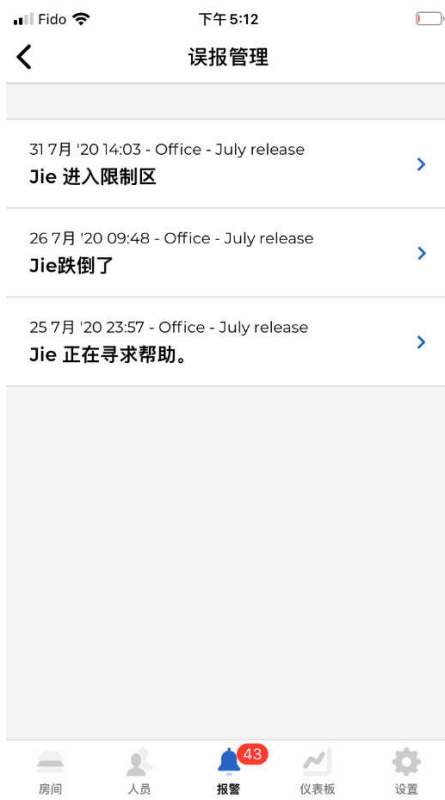 Fido 下午5:12
误报管理
31 7月 '20 14:03 - Office - July release
Jie 进入限制区
26 7月 '20 09:48 - Office - July release
Jie跌倒了
25 7月 '20 23:57 - Office - July release
Jie 正在寻求帮助。
43
房间 人员 报警 仪表板 设置